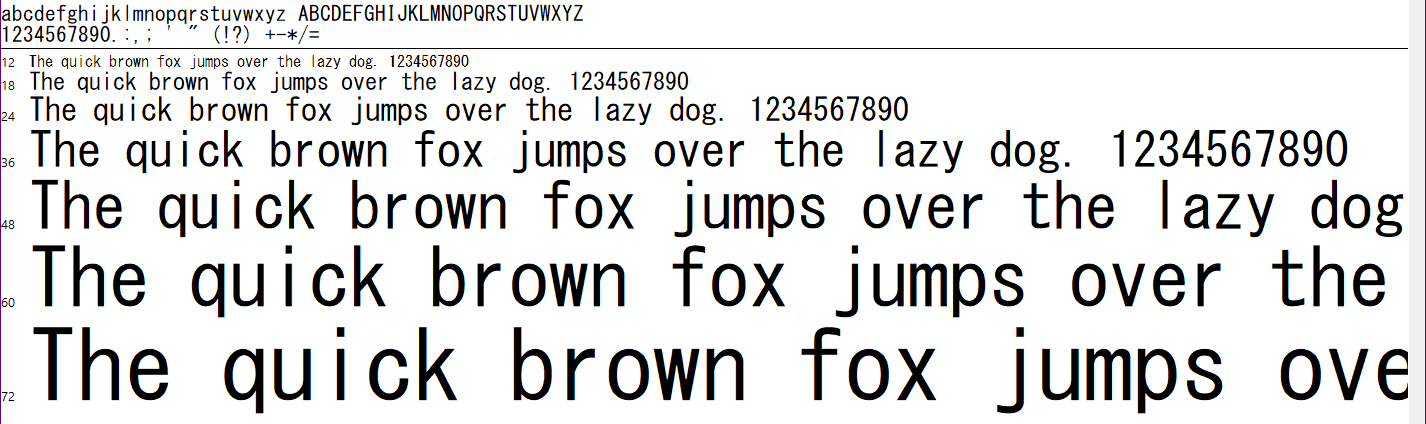 abcdefghijklmnopqrstuvwxyz ABCDEFGHIJKLMNOPQRSTUVWXYZ
1234567890.:,; ' " (!?) +-*/=
12 The quick brown fox jumps over the lazy dog. 1234567890
18 The quick brown fox jumps over the lazy dog. 1234567890
24 The quick brown fox jumps over the lazy dog. 1234567890
36 The quick brown fox jumps over the lazy dog. 1234567890
48 The quick brown fox jumps over the lazy dog
60 The quick brown fox jumps over the
72 The quick brown fox jumps ove